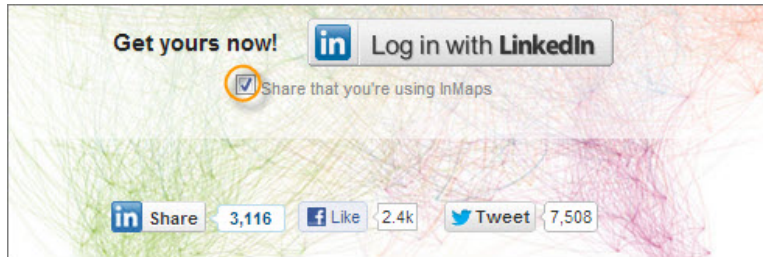 Get yours now! in Log in with LinkedIn
Share that you're using InMaps
in Share 3,116 f Like 2.4k Tweet 7,508